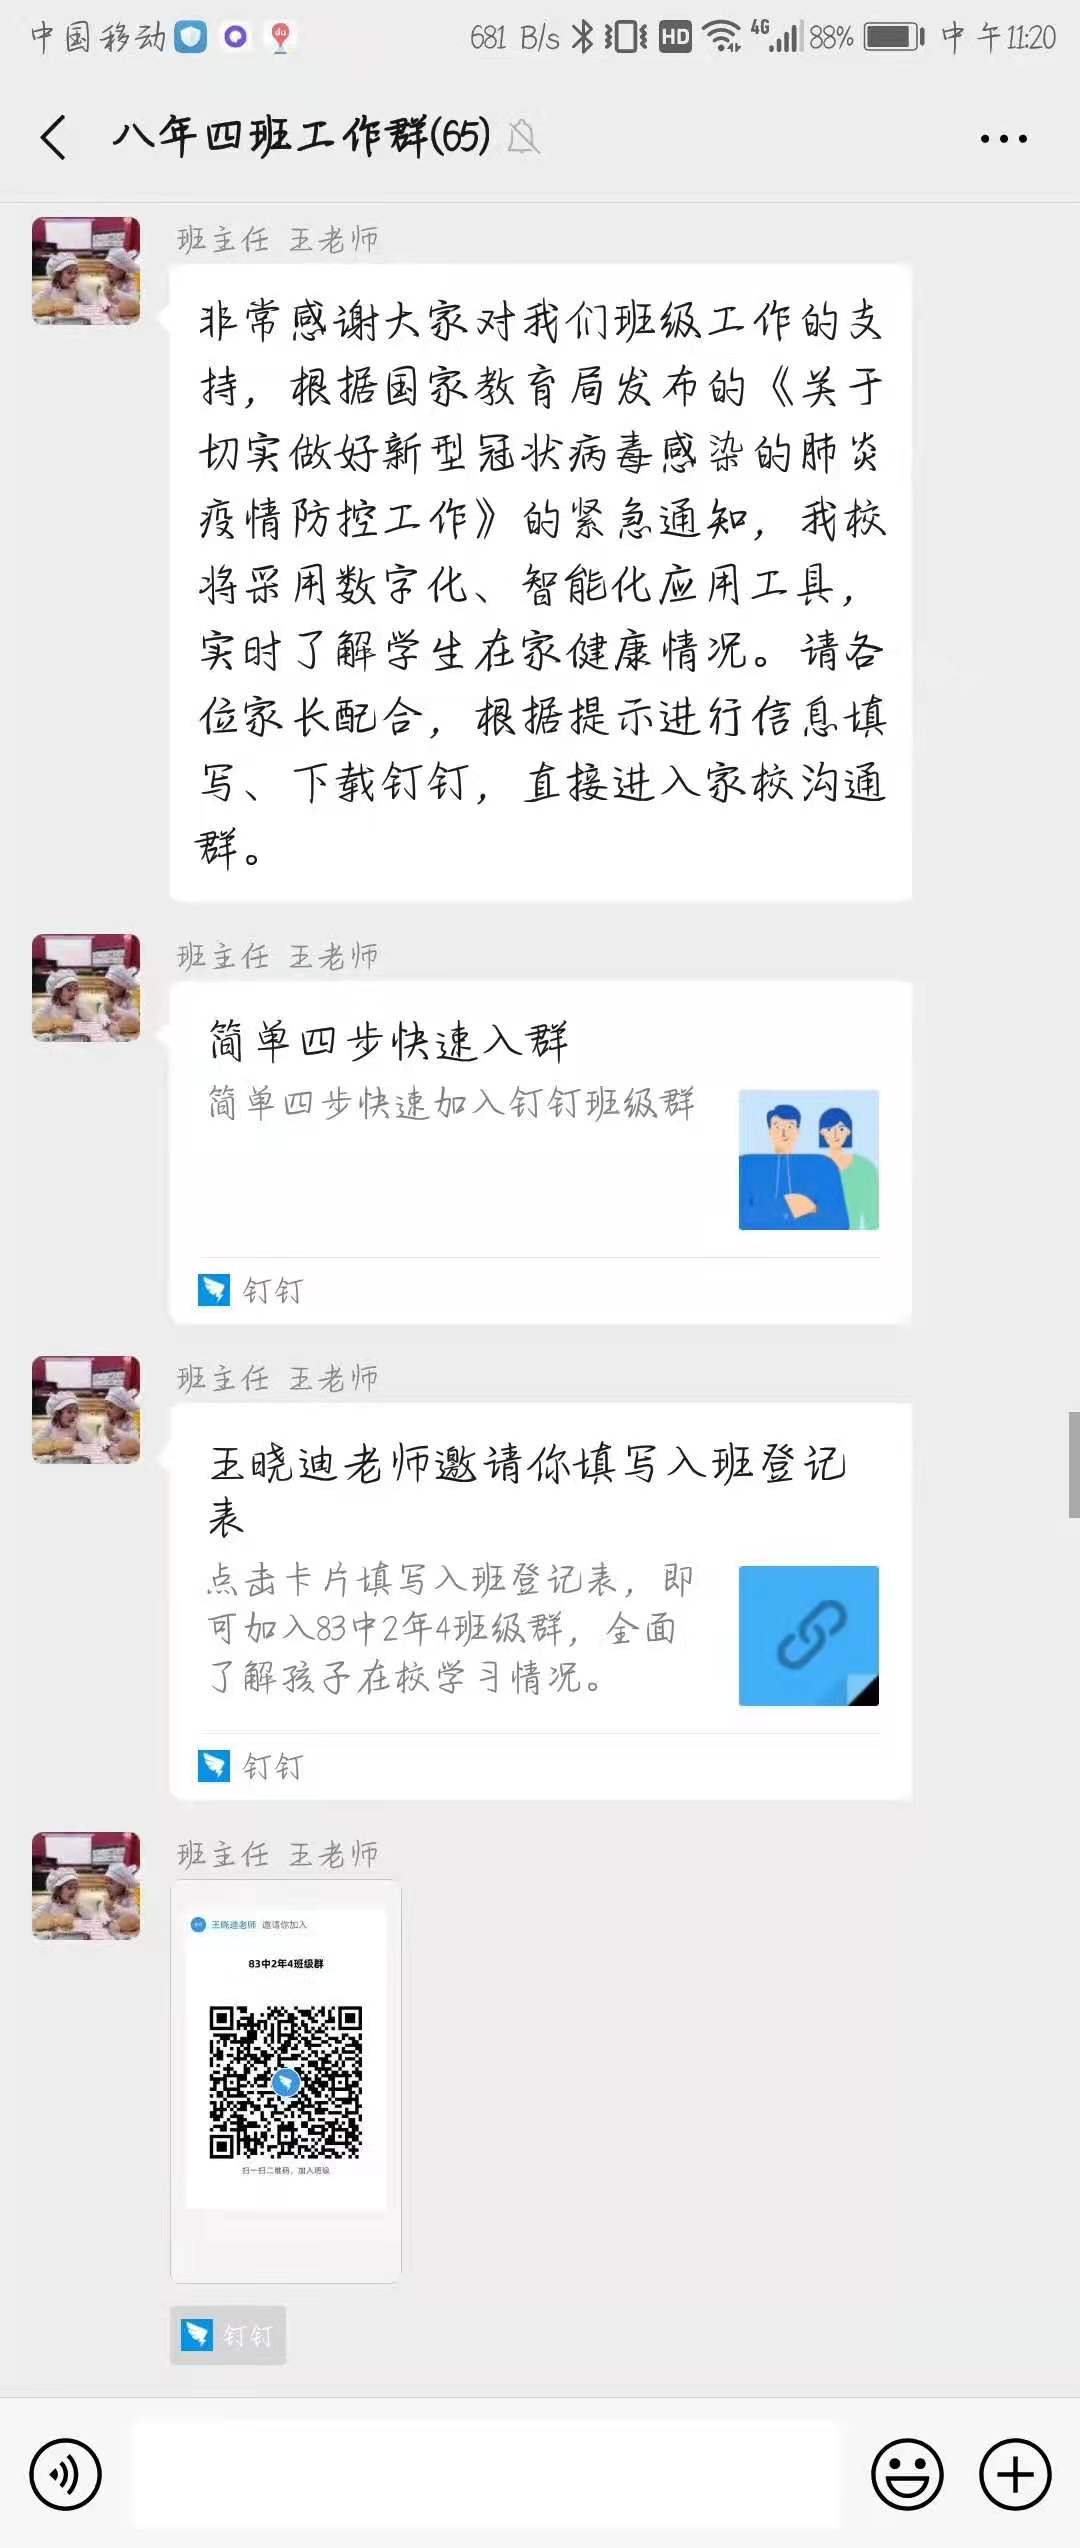 中国移动 681 B/s HD 4G 88% 中午11:20
八年四班工作群(65)
班主任 王老师
非常感谢大家对我们班级工作的支
持，根据国家教育局发布的《关于
切实做好新型冠状病毒感染的肺炎
疫情防控工作》的紧急通知，我校
将采用数字化、智能化应用工具，
实时了解学生在家健康情况。请各
位家长配合，根据提示进行信息填
写、下载钉钉，直接进入家校沟通
群。
班主任 王老师
简单四步快速入群
简单四步快速加入钉钉班级群
钉钉
班主任 王老师
王晓迪老师邀请你填写入班登记
表
点击卡片填写入班登记表，即
可加入83中2年4班级群，全面
了解孩子在校学习情况。
钉钉
班主任 王老师
王晓迪老师 邀请你加入
83中2年4班级群
扫一扫二维码，加入班级
钉钉